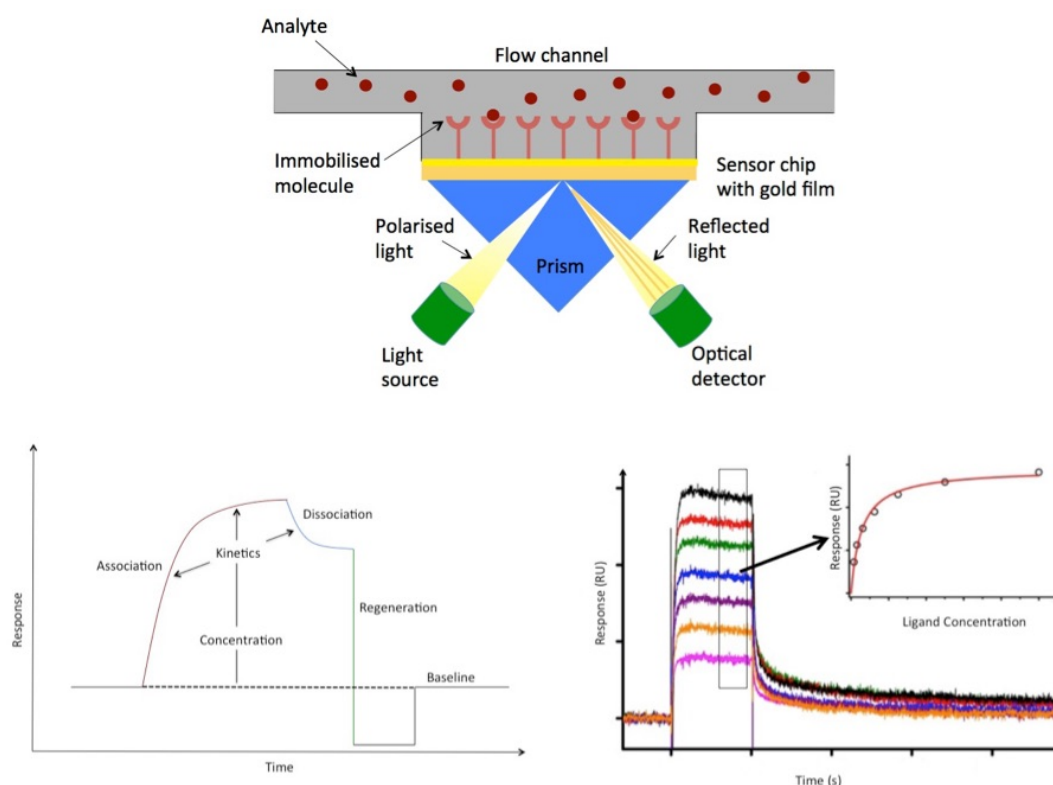 Analyte
Flow channel
Immobilised
molecule
Sensor chip
with gold film
Polarised
light
Reflected
light
Prism
Light
source
Optical
detector
Response
Association
Kinetics
Dissociation
Concentration
Regeneration
Baseline
Time
Response (RU)
Response (RU)
Ligand Concentration
Time (s)